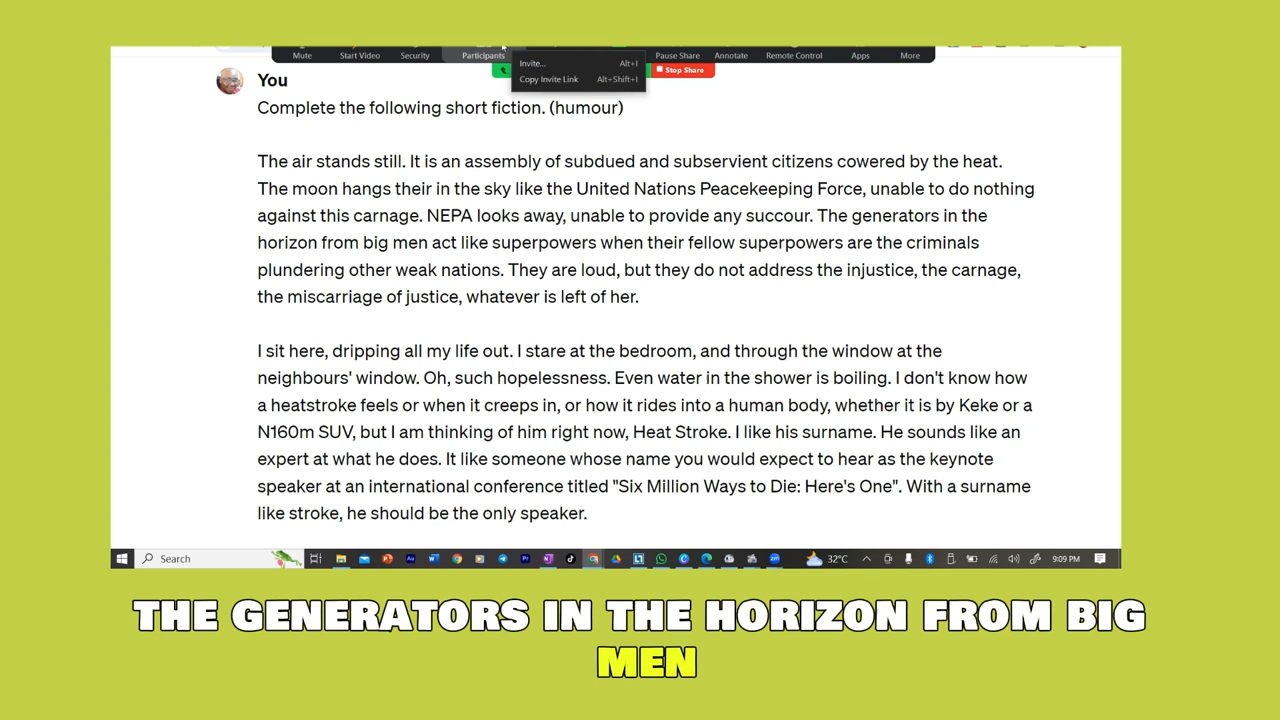 Mute Start Video Security Participants Pause Share Annotate Remote Control Apps More
Invite... Alt+I
Stop Share
Copy Invite Link Alt+Shift+I
You
Complete the following short fiction. (humour)
The air stands still. It is an assembly of subdued and subservient citizens cowered by the heat.
The moon hangs their in the sky like the United Nations Peacekeeping Force, unable to do nothing
against this carnage. NEPA looks away, unable to provide any succour. The generators in the
horizon from big men act like superpowers when their fellow superpowers are the criminals
plundering other weak nations. They are loud, but they do not address the injustice, the carnage,
the miscarriage of justice, whatever is left of her.
I sit here, dripping all my life out. I stare at the bedroom, and through the window at the
neighbours' window. Oh, such hopelessness. Even water in the shower is boiling. I don't know how
a heatstroke feels or when it creeps in, or how it rides into a human body, whether it is by Keke or a
N160m SUV, but I am thinking of him right now, Heat Stroke. I like his surname. He sounds like an
expert at what he does. It like someone whose name you would expect to hear as the keynote
speaker at an international conference titled "Six Million Ways to Die: Here's One". With a surname
like stroke, he should be the only speaker.
Search 32°C 9:09 PM
THE GENERATORS IN THE HORIZON FROM BIG
MEN